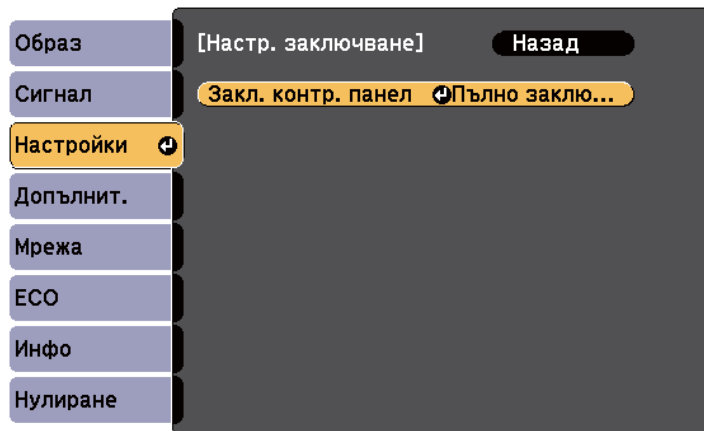 Образ
Сигнал
Настройки
Допълнит.
Мрежа
ECO
Инфо
Нулиране
[Настр. заключване] Назад
Закл. контр. панел Пълно заклю...